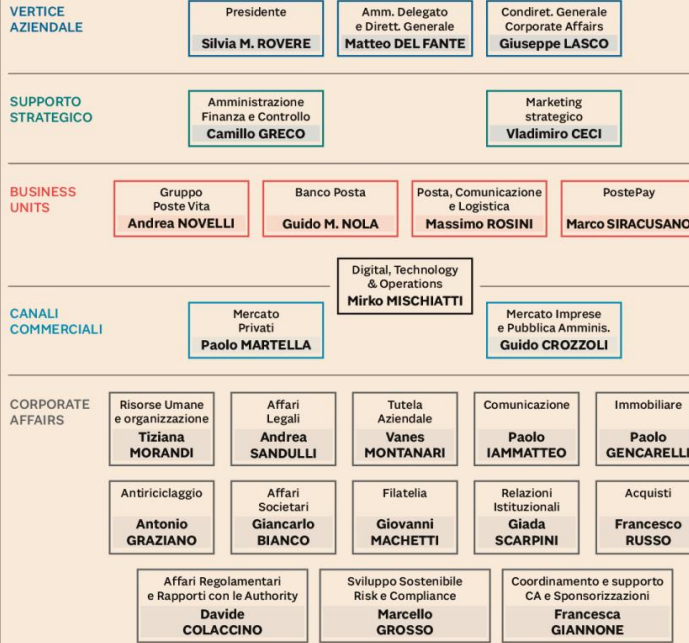 VERTICE
AZIENDALE
Presidente
Silvia M. ROVERE
Amm. Delegato
e Dirett. Generale
Matteo DEL FANTE
Condiret. Generale
Corporate Affairs
Giuseppe LASCO
SUPPORTO
STRATEGICO
Amministrazione
Finanza e Controllo
Camillo GRECO
Marketing
strategico
Vladimiro CECI
BUSINESS
UNITS
Gruppo
Poste Vita
Andrea NOVELLI
Banco Posta
Guido M. NOLA
Posta, Comunicazione
e Logistica
Massimo ROSINI
PostePay
Marco SIRACUSANO
Digital, Technology
& Operations
Mirko MISCHIATTI
CANALI
COMMERCIALI
Mercato
Privati
Paolo MARTELLA
Mercato Imprese
e Pubblica Amminis.
Guido CROZZOLI
CORPORATE
AFFAIRS
Risorse Umane
e organizzazione
Tiziana
MORANDI
Affari
Legali
Andrea
SANDULLI
Tutela
Aziendale
Vanes
MONTANARI
Comunicazione
Paolo
IAMMATTEO
Immobiliare
Paolo
GENCARELLI
Antiriciclaggio
Antonio
GRAZIANO
Affari
Societari
Giancarlo
BIANCO
Filatelia
Giovanni
MACHETTI
Relazioni
Istituzionali
Giada
SCARPINI
Acquisti
Francesco
RUSSO
Affari Regolamentari
e Rapporti con le Authority
Davide
COLACCINO
Sviluppo Sostenibile
Risk e Compliance
Marcello
GROSSO
Coordinamento e supporto
CA e Sponsorizzazioni
Francesca
GIANNONE